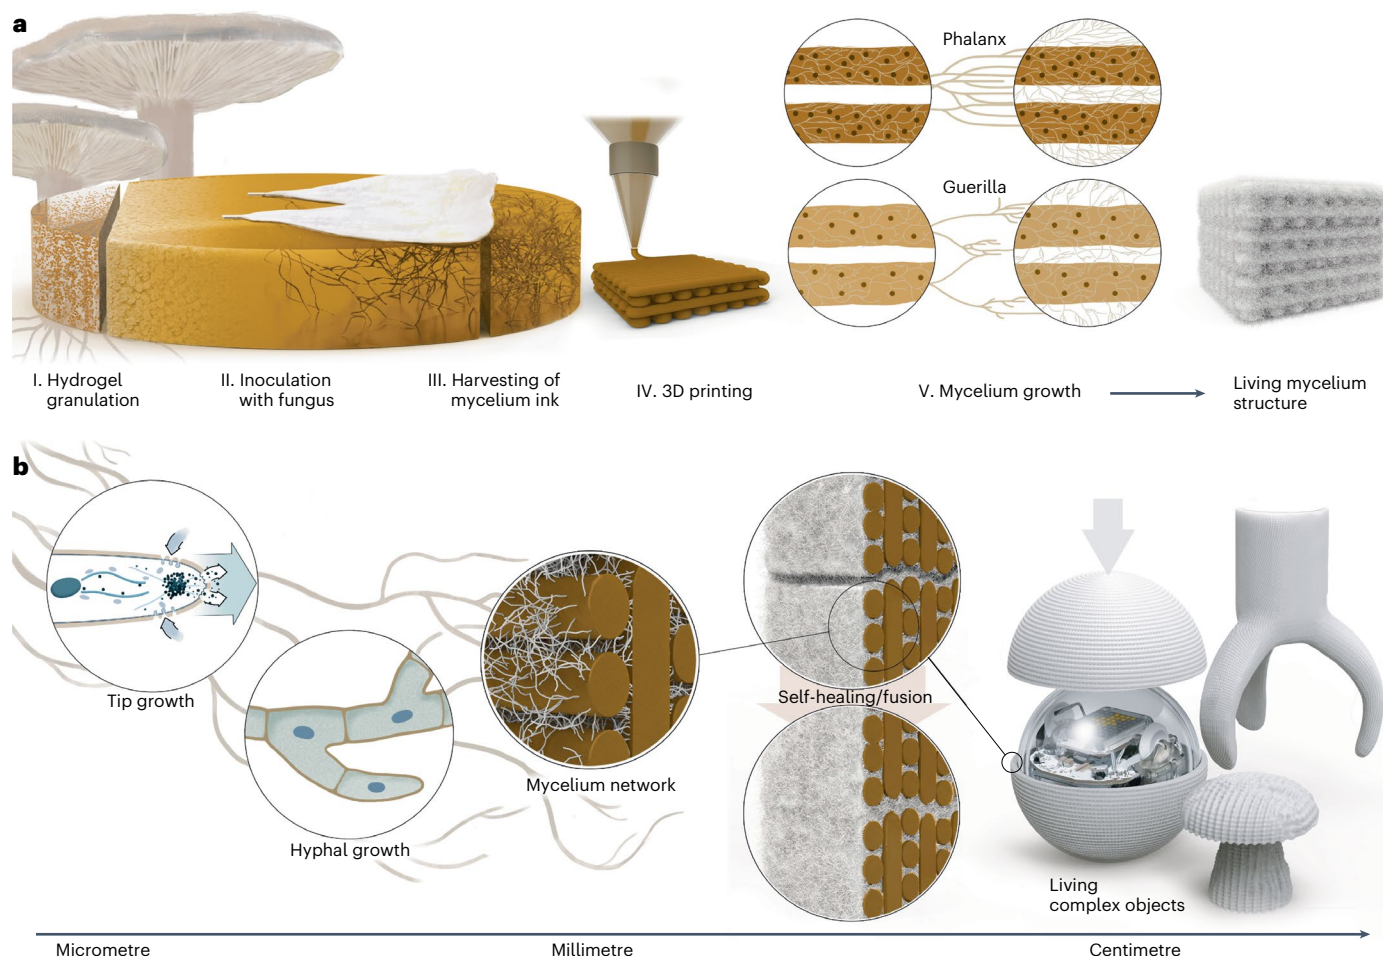 a
Phalanx
Guerilla
I. Hydrogel
granulation
II. Inoculation
with fungus
III. Harvesting of
mycelium ink
IV. 3D printing
V. Mycelium growth
Living mycelium
structure
b
Tip growth
Hyphal growth
Mycelium network
Self-healing/fusion
Living
complex objects
Micrometre
Millimetre
Centimetre